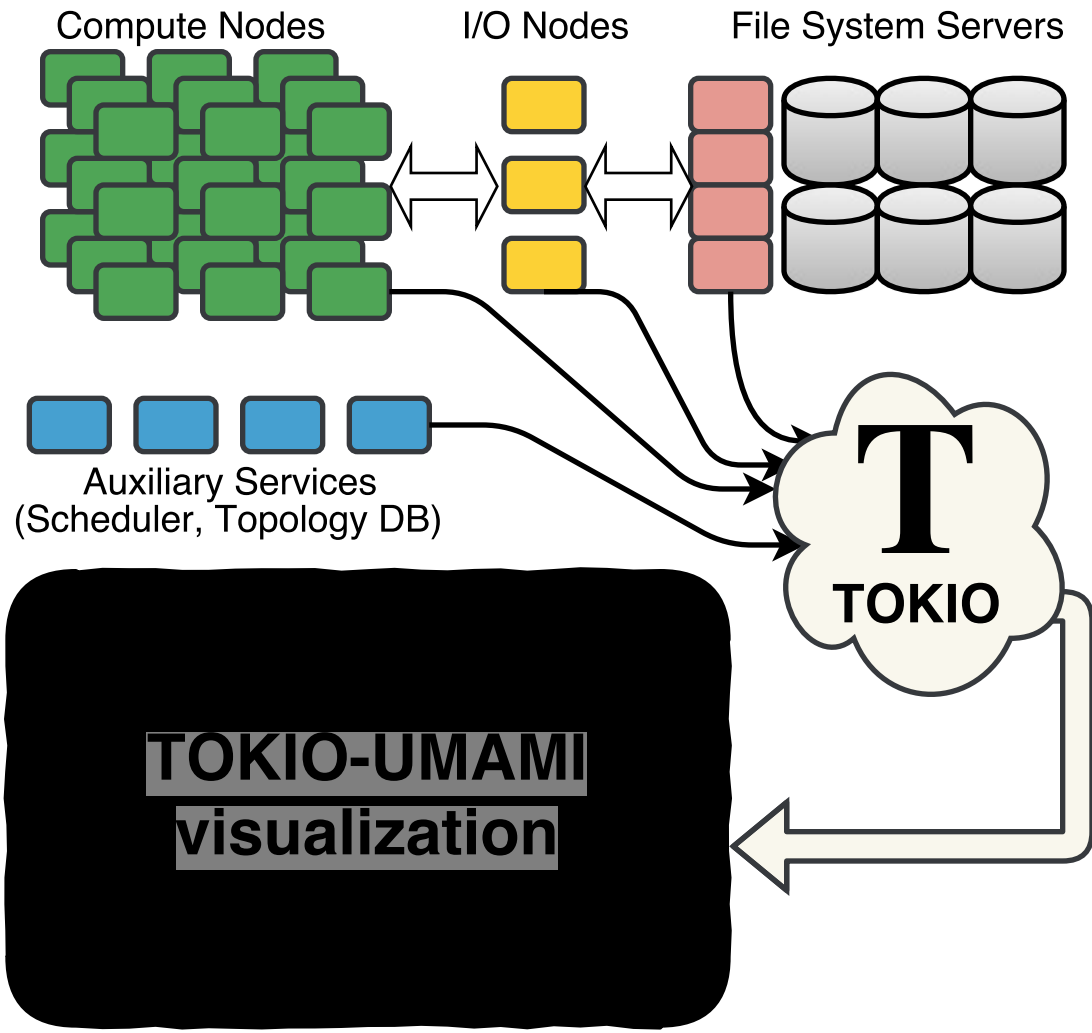 Compute Nodes
I/O Nodes
File System Servers
Auxiliary Services
(Scheduler, Topology DB)
T
TOKIO
TOKIO-UMAMI
visualization